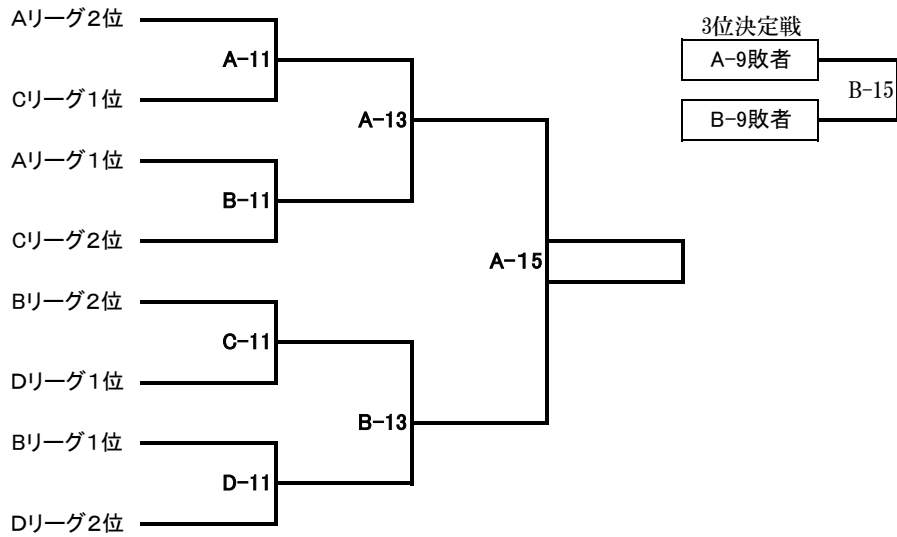 Aリーグ2位
A-11
Cリーグ1位
A-13
Aリーグ1位
B-11
Cリーグ2位
A-15
Bリーグ2位
C-11
Dリーグ1位
B-13
Bリーグ1位
D-11
Dリーグ2位
3位決定戦
A-9敗者
B-15
B-9敗者